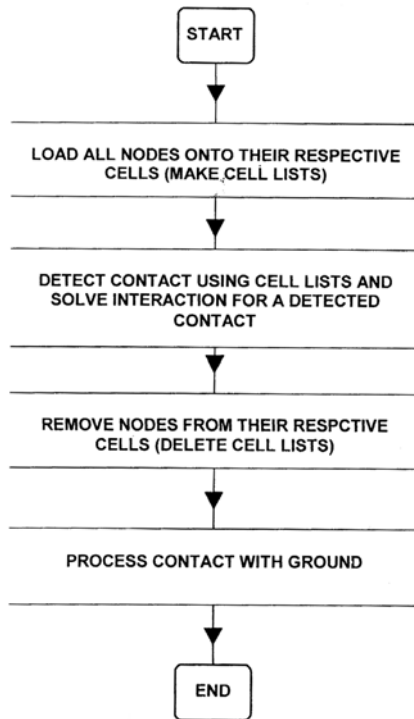 START
LOAD ALL NODES ONTO THEIR RESPECTIVE
CELLS (MAKE CELL LISTS)
DETECT CONTACT USING CELL LISTS AND
SOLVE INTERACTION FOR A DETECTED
CONTACT
REMOVE NODES FROM THEIR RESPCTIVE
CELLS (DELETE CELL LISTS)
PROCESS CONTACT WITH GROUND
END